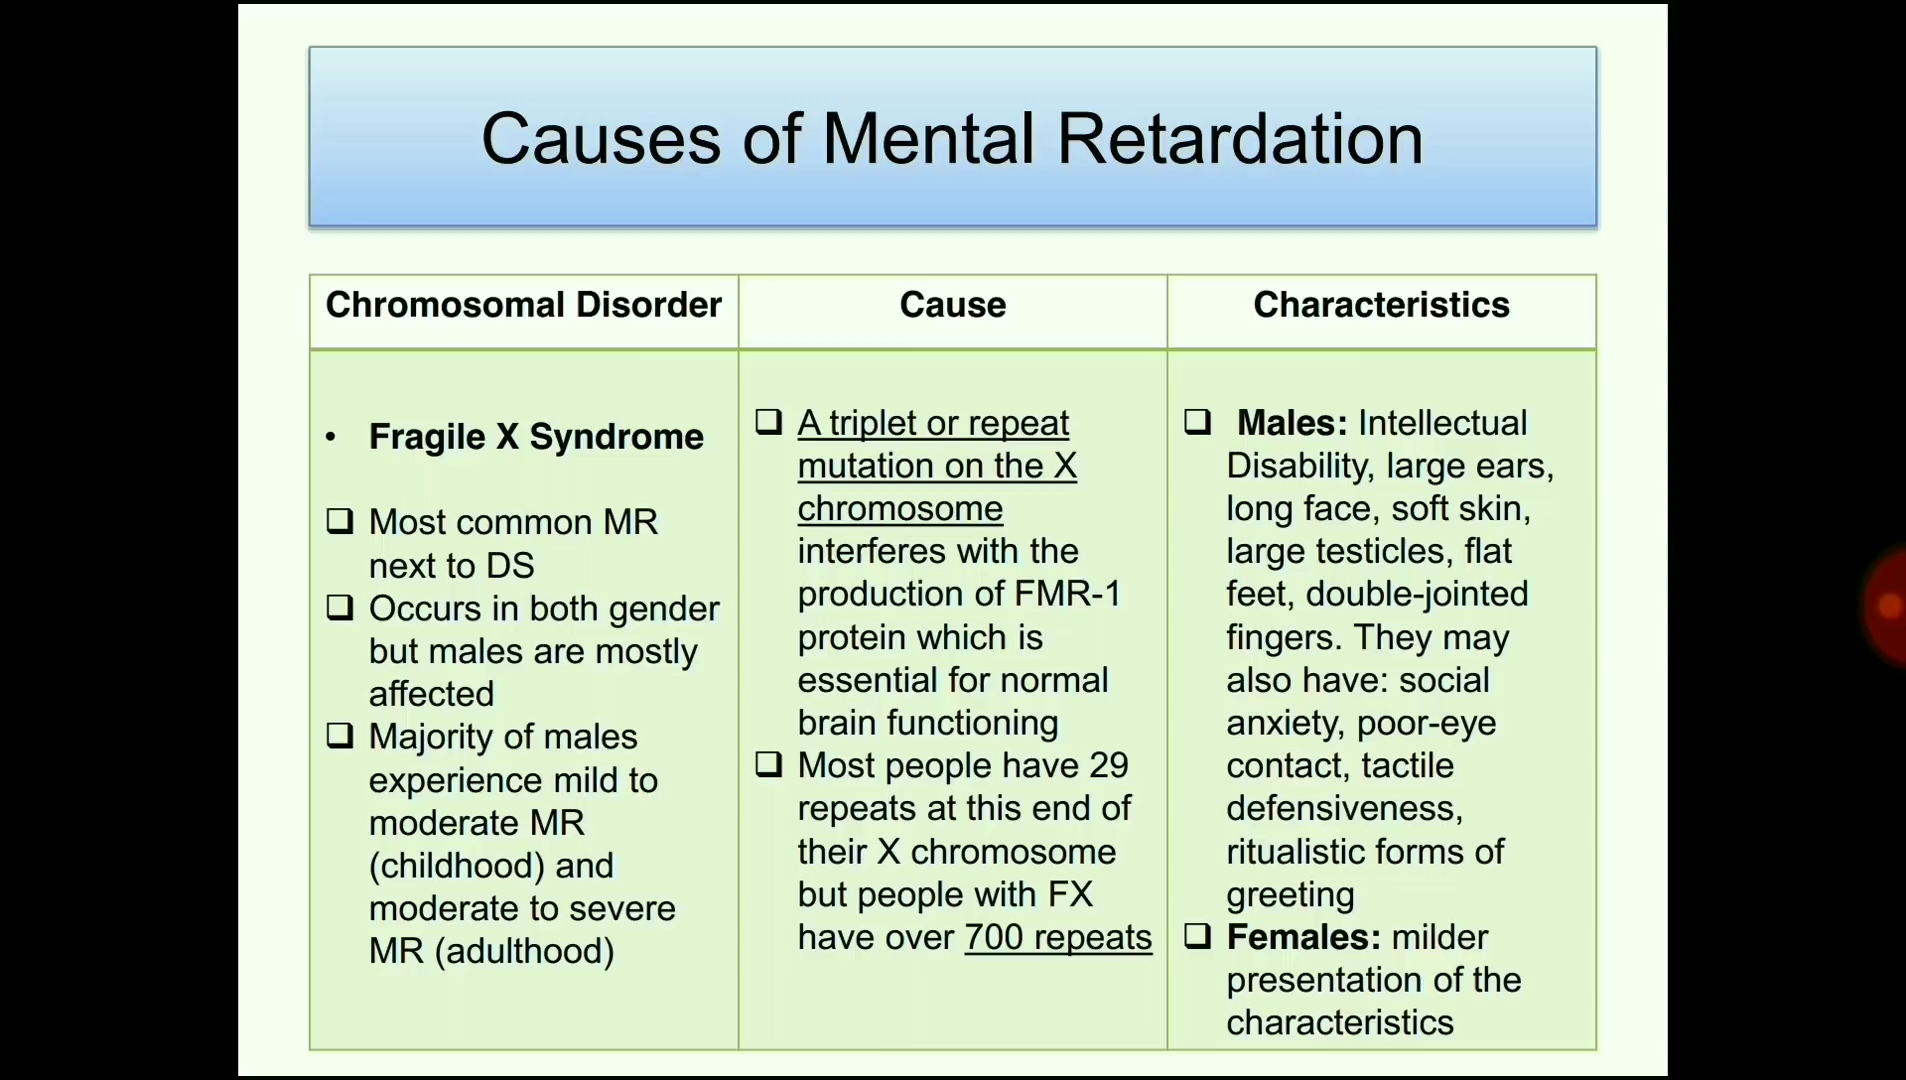 Causes of Mental Retardation
Chromosomal Disorder
Cause
Characteristics
• Fragile X Syndrome
❑ Most common MR
next to DS
❑ Occurs in both gender
but males are mostly
affected
❑ Majority of males
experience mild to
moderate MR
(childhood) and
moderate to severe
MR (adulthood)
❑ A triplet or repeat
mutation on the X
chromosome
interferes with the
production of FMR-1
protein which is
essential for normal
brain functioning
❑ Most people have 29
repeats at this end of
their X chromosome
but people with FX
have over 700 repeats
❑ Males: Intellectual
Disability, large ears,
long face, soft skin,
large testicles, flat
feet, double-jointed
fingers. They may
also have: social
anxiety, poor-eye
contact, tactile
defensiveness,
ritualistic forms of
greeting
❑ Females: milder
presentation of the
characteristics